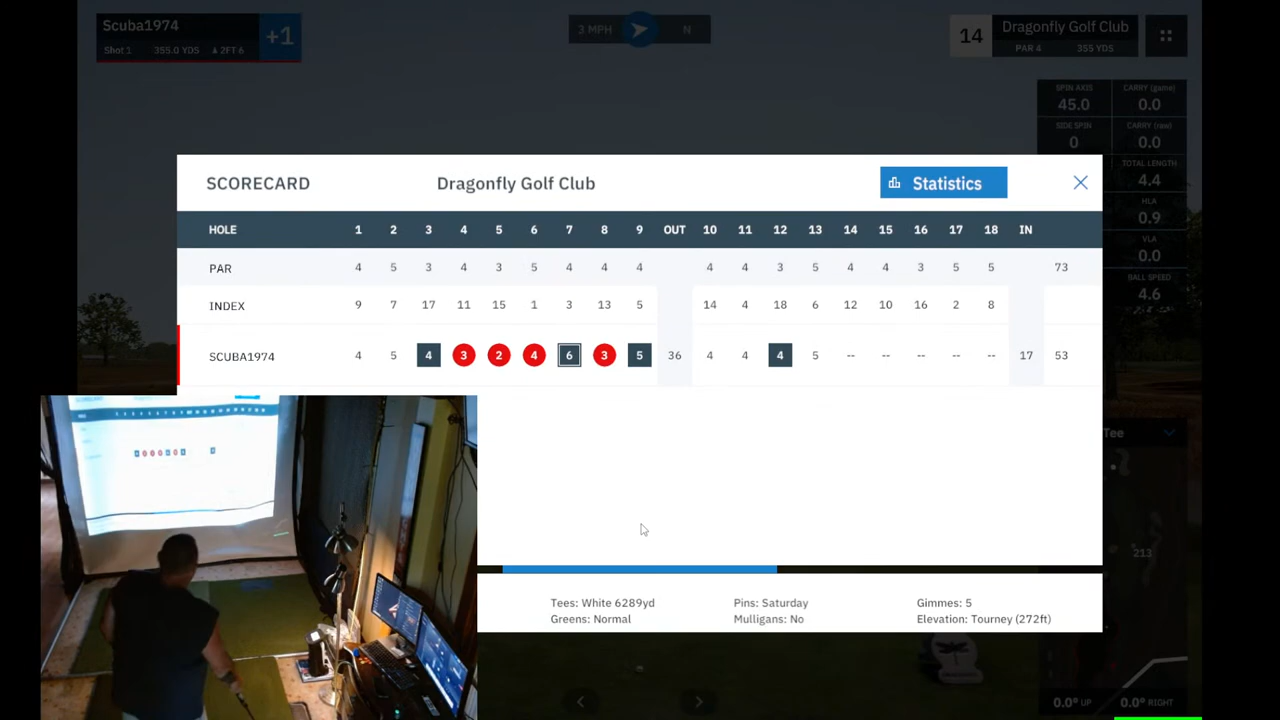 Scuba1974
+1
Shot 1 355.0 YDS ▲2FT 6
3 MPH N
14
Dragonfly Golf Club
PAR 4 355 YDS
SPIN AXIS CARRY (game)
45.0 0.0
SIDE SPIN CARRY (raw)
0 0.0
TOTAL LENGTH
4.4
HLA
0.9
VLA
0.0
BALL SPEED
4.6
SCORECARD Dragonfly Golf Club Statistics
HOLE 1 2 3 4 5 6 7 8 9 OUT 10 11 12 13 14 15 16 17 18 IN
PAR 4 5 3 4 3 5 4 4 4 4 4 3 5 4 4 3 5 5 73
INDEX 9 7 17 11 15 1 3 13 5 14 4 18 6 12 10 16 2 8
SCUBA1974 4 5 4 3 2 4 6 3 5 36 4 4 4 5 -- -- -- -- -- 17 53
Tee
213
Tees: White 6289yd Pins: Saturday Gimmes: 5
Greens: Normal Mulligans: No Elevation: Tourney (272ft)
0.0° UP 0.0° RIGHT